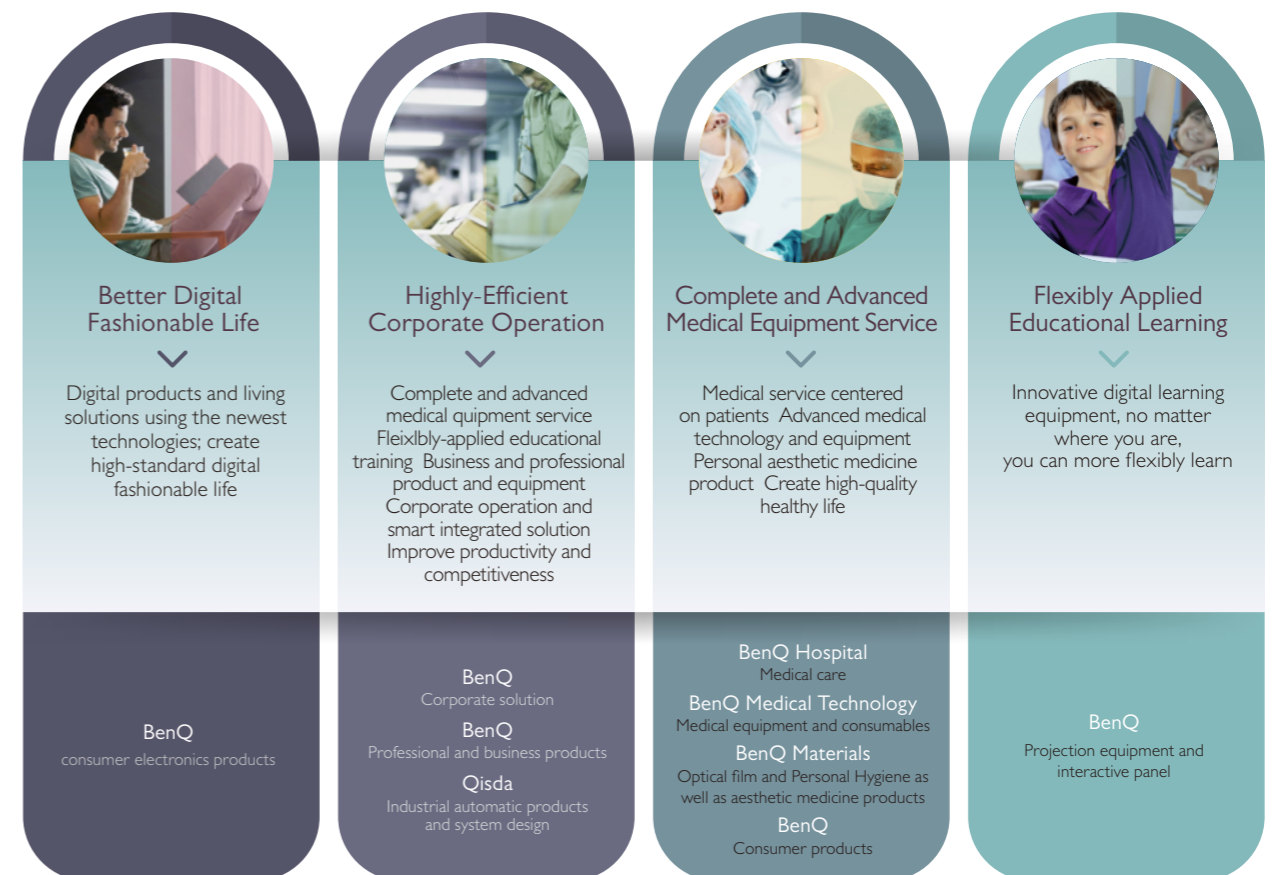 Better Digital
Fashionable Life
Digital products and living
solutions using the newest
technologies; create
high-standard digital
fashionable life
BenQ
consumer electronics products
Highly-Efficient
Corporate Operation
Complete and advanced
medical quipment service
Fleixlbly-applied educational
training Business and professional
product and equipment
Corporate operation and
smart integrated solution
Improve productivity and
competitiveness
BenQ
Corporate solution
BenQ
Professional and business products
Qisda
Industrial automatic products
and system design
Complete and Advanced
Medical Equipment Service
Medical service centered
on patients Advanced medical
technology and equipment
Personal aesthetic medicine
product Create high-quality
healthy life
BenQ Hospital
Medical care
BenQ Medical Technology
Medical equipment and consumables
BenQ Materials
Optical film and Personal Hygiene as
well as aesthetic medicine products
BenQ
Consumer products
Flexibly Applied
Educational Learning
Innovative digital learning
equipment, no matter
where you are,
you can more flexibly learn
BenQ
Projection equipment and
interactive panel